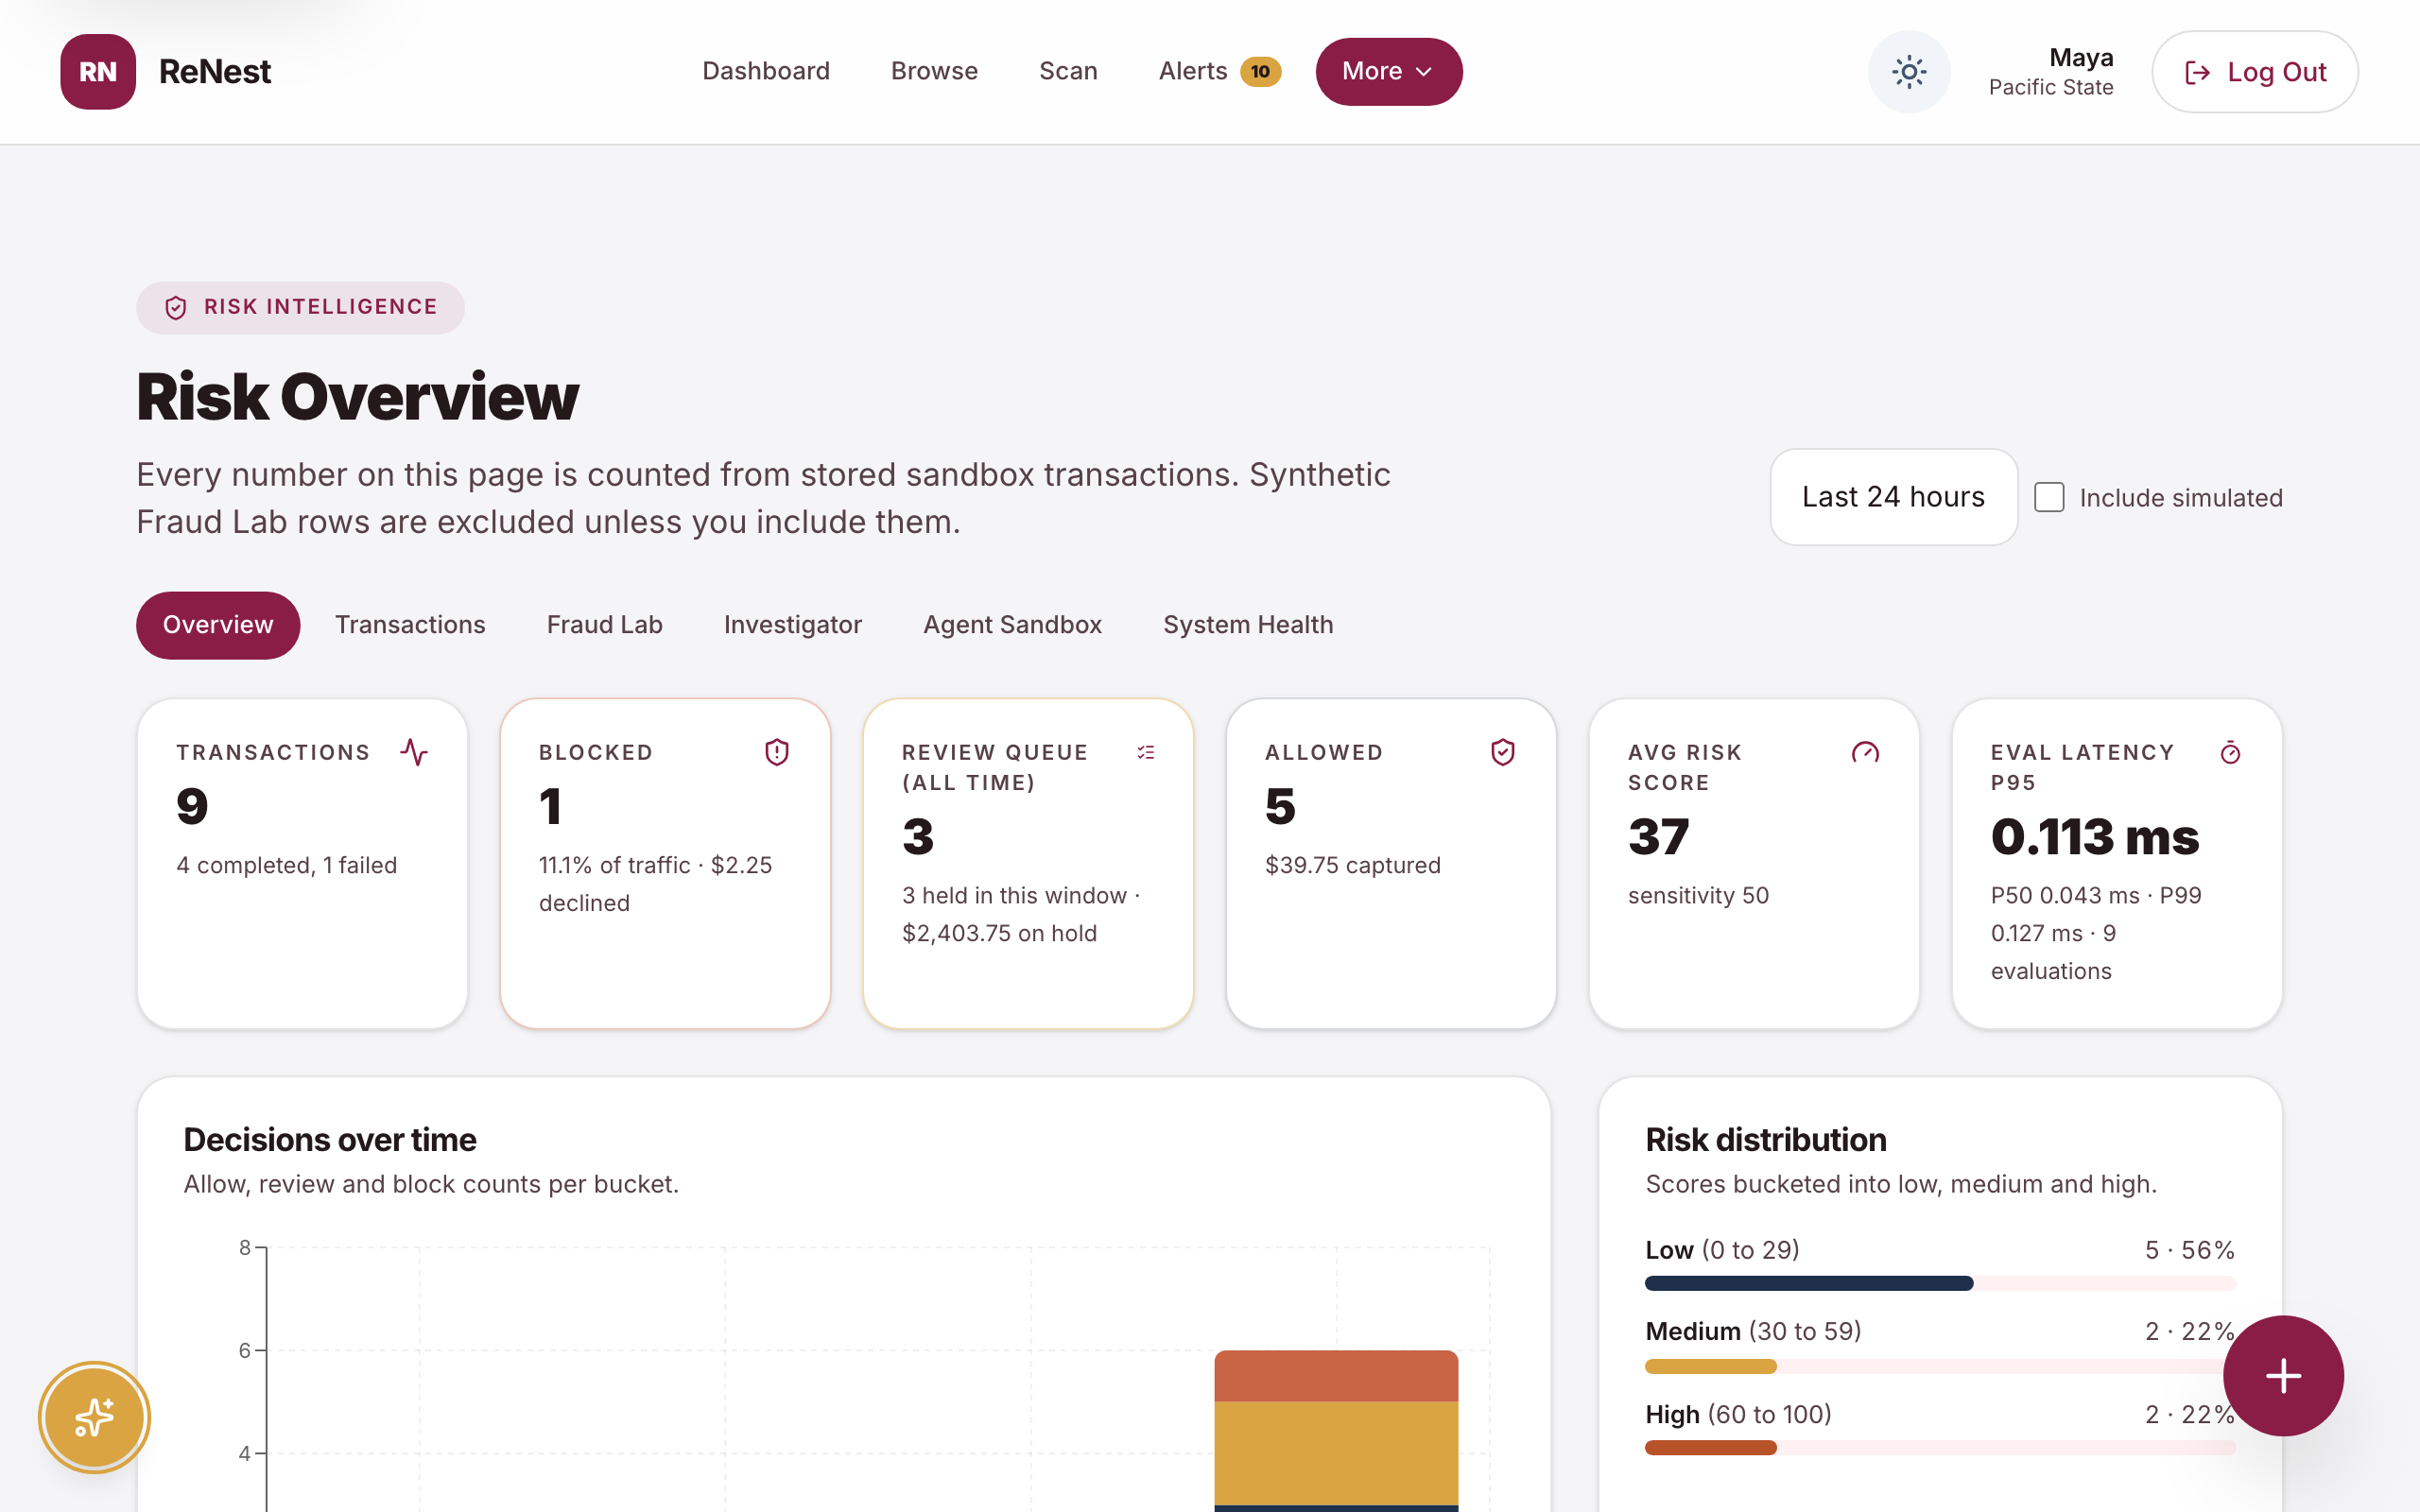 RN
ReNest
Dashboard
Browse
Scan
Alerts 10
More
Maya
Pacific State
Log Out
RISK INTELLIGENCE
Risk Overview
Every number on this page is counted from stored sandbox transactions. Synthetic
Fraud Lab rows are excluded unless you include them.
Last 24 hours
Include simulated
Overview
Transactions
Fraud Lab
Investigator
Agent Sandbox
System Health
TRANSACTIONS
9
4 completed, 1 failed
BLOCKED
1
11.1% of traffic · $2.25
declined
REVIEW QUEUE
(ALL TIME)
3
3 held in this window ·
$2,403.75 on hold
ALLOWED
5
$39.75 captured
AVG RISK
SCORE
37
sensitivity 50
EVAL LATENCY
P95
0.113 ms
P50 0.043 ms · P99
0.127 ms · 9
evaluations
Decisions over time
Allow, review and block counts per bucket.
8
6
4
Risk distribution
Scores bucketed into low, medium and high.
Low (0 to 29)
5 · 56%
Medium (30 to 59)
2 · 22%
High (60 to 100)
2 · 22%